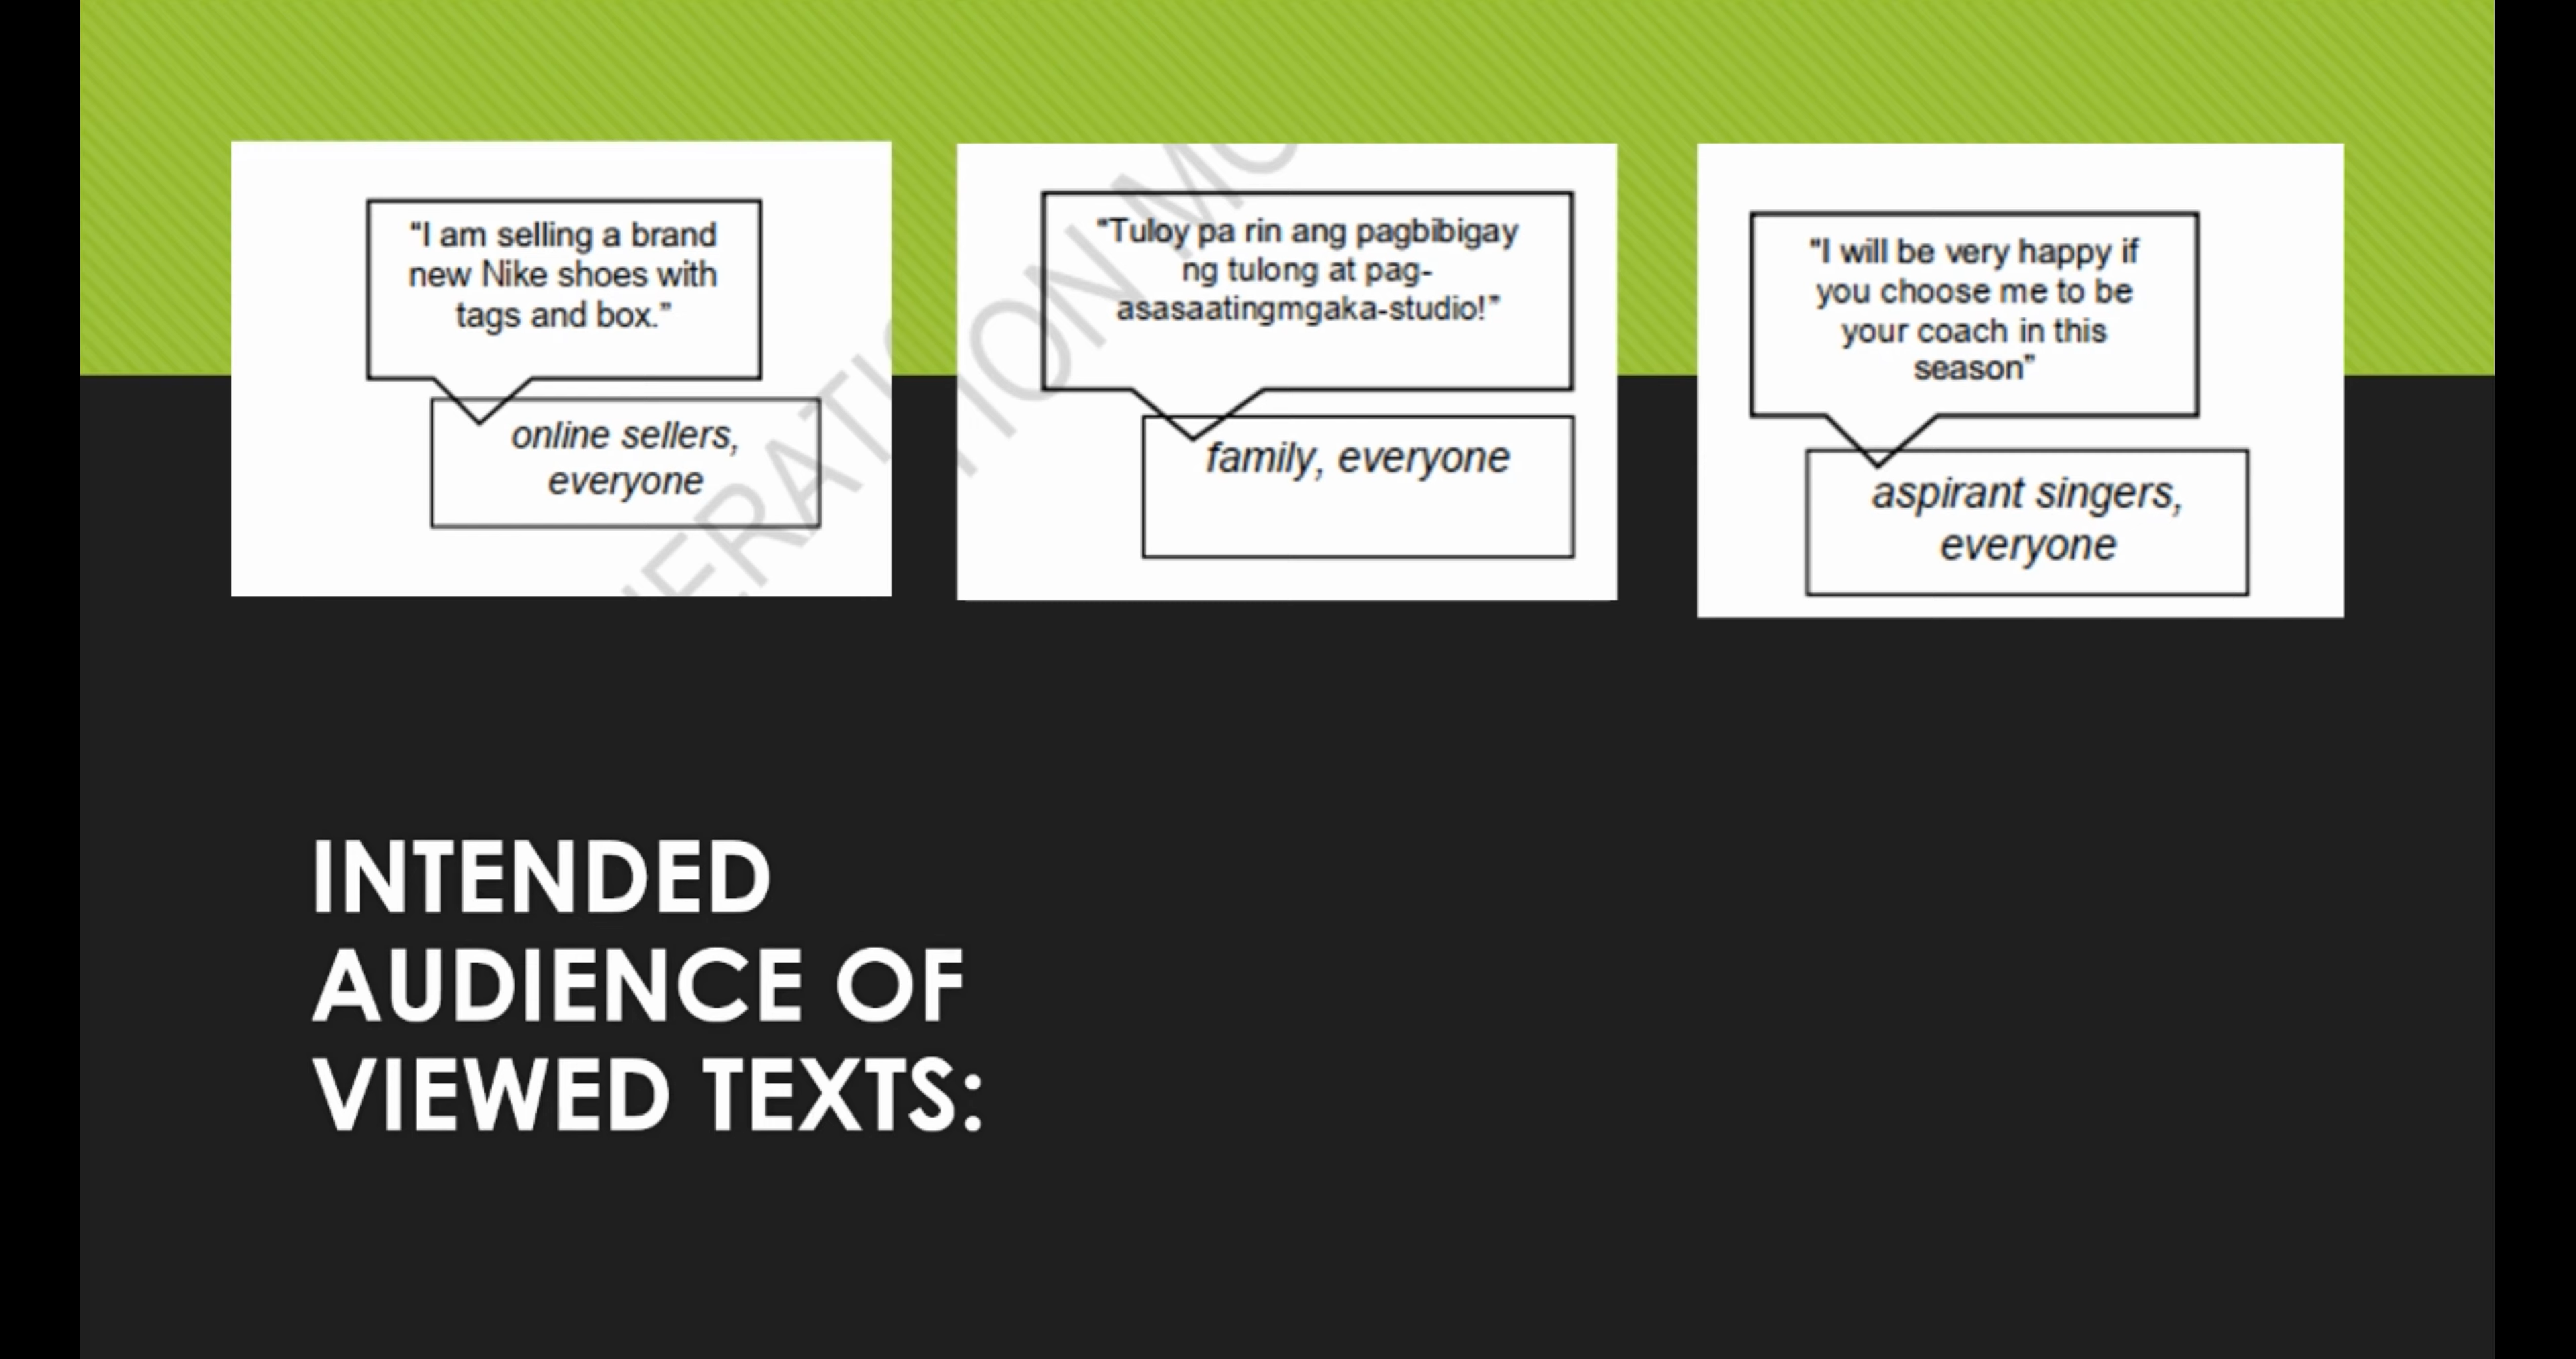 “I am selling a brand
new Nike shoes with
tags and box.”
online sellers,
everyone
“Tuloy pa rin ang pagbibigay
ng tulong at pag-
asasaatingmgaka-studio!”
family, everyone
“I will be very happy if
you choose me to be
your coach in this
season”
aspirant singers,
everyone
INTENDED
AUDIENCE OF
VIEWED TEXTS: